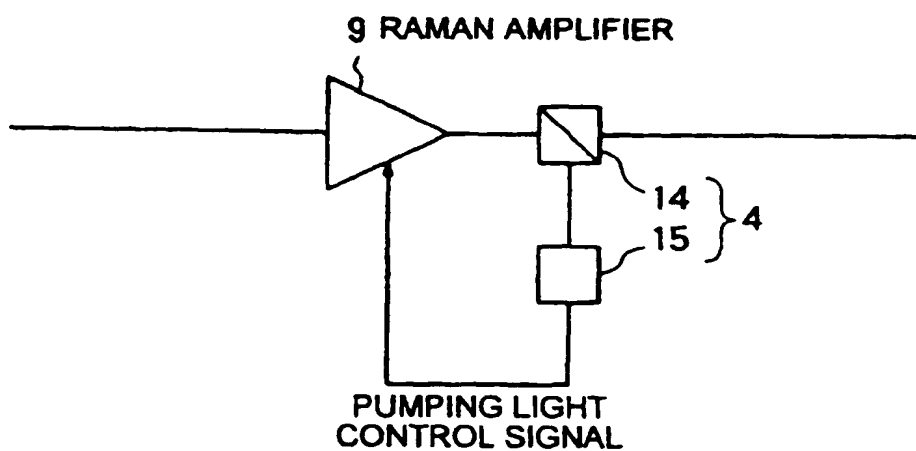 9 RAMAN AMPLIFIER
14
15
4
PUMPING LIGHT
CONTROL SIGNAL